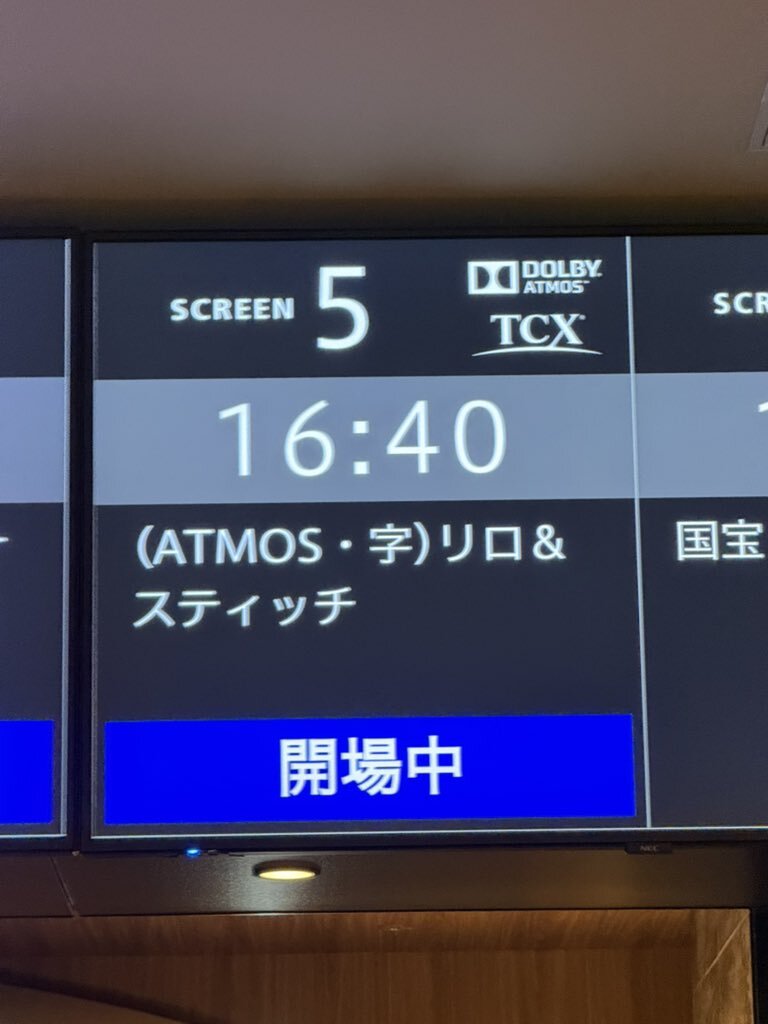 SCREEN 5
DOLBY ATMOS
TCX
16:40
(ATMOS・字)リロ&
スティッチ
開場中
国宝
NEC